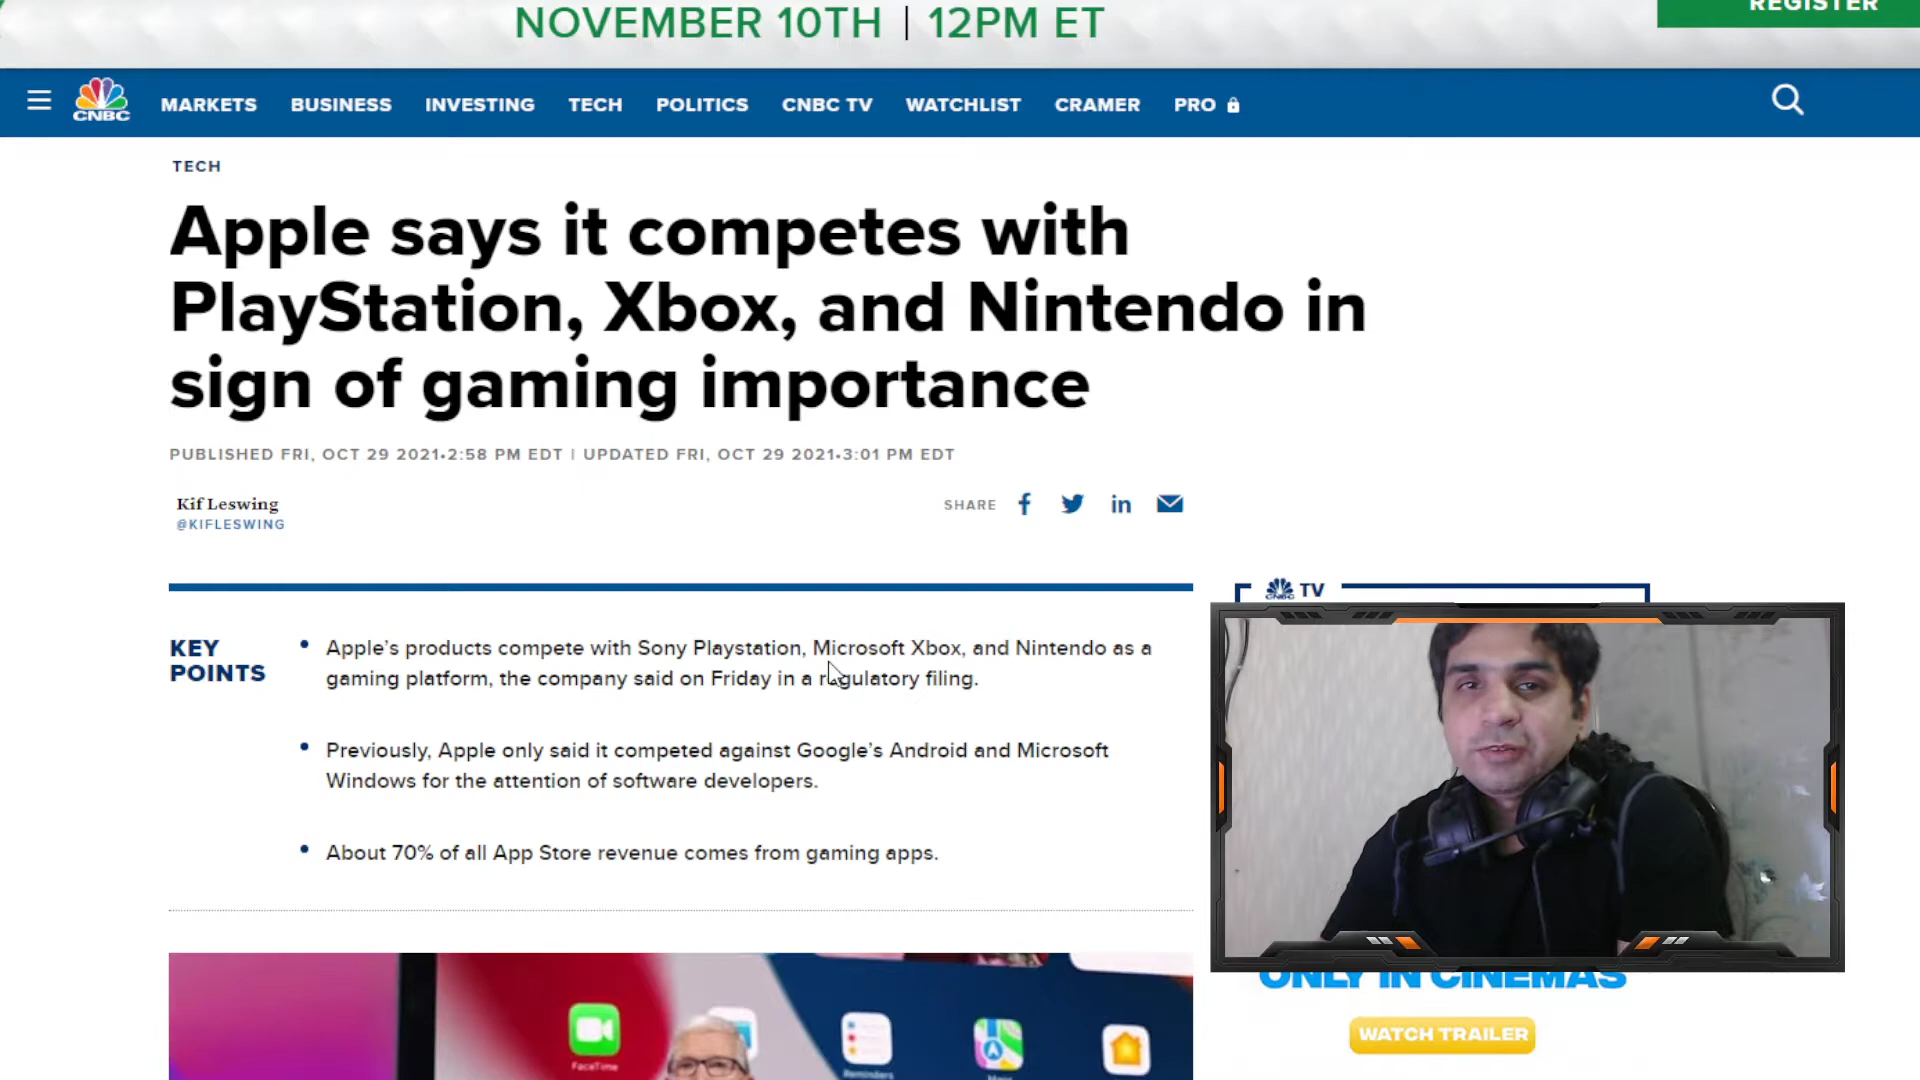 NOVEMBER 10TH | 12PM ET
REGISTER
CNBC
MARKETS BUSINESS INVESTING TECH POLITICS CNBC TV WATCHLIST CRAMER PRO
TECH
Apple says it competes with
PlayStation, Xbox, and Nintendo in
sign of gaming importance
PUBLISHED FRI, OCT 29 2021•2:58 PM EDT | UPDATED FRI, OCT 29 2021•3:01 PM EDT
Kif Leswing
@KIFLESWING
SHARE
KEY
POINTS
Apple's products compete with Sony Playstation, Microsoft Xbox, and Nintendo as a
gaming platform, the company said on Friday in a regulatory filing.
Previously, Apple only said it competed against Google's Android and Microsoft
Windows for the attention of software developers.
About 70% of all App Store revenue comes from gaming apps.
CNBC TV
ONLY IN CINEMAS
WATCH TRAILER
FaceTime
Reminders
Maps